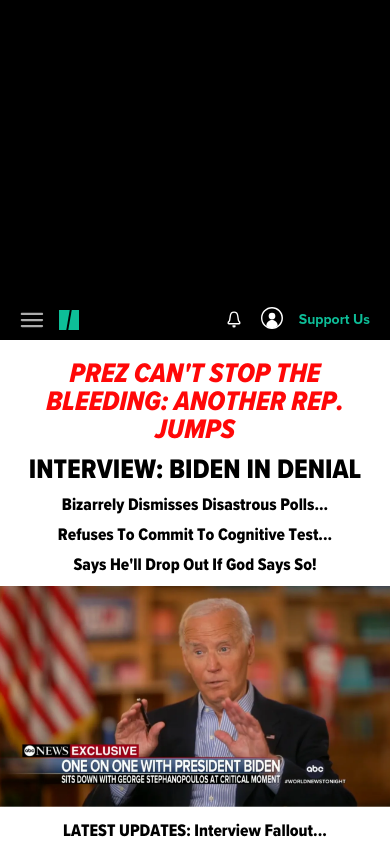 Support Us
PREZ CAN'T STOP THE
BLEEDING: ANOTHER REP.
JUMPS
INTERVIEW: BIDEN IN DENIAL
Bizarrely Dismisses Disastrous Polls...
Refuses To Commit To Cognitive Test...
Says He'll Drop Out If God Says So!
abc NEWS EXCLUSIVE
ONE ON ONE WITH PRESIDENT BIDEN
abc
SITS DOWN WITH GEORGE STEPHANOPOULOS AT CRITICAL MOMENT
#WORLDNEWSTONIGHT
LATEST UPDATES: Interview Fallout...